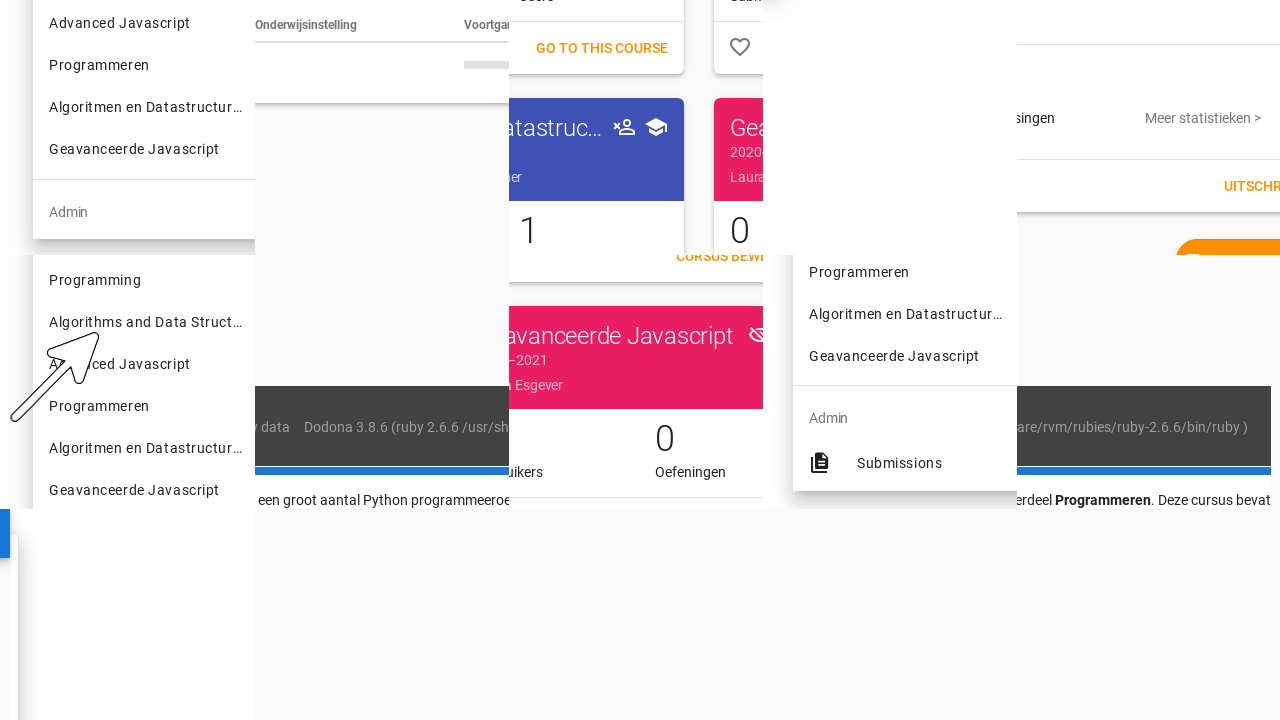 Advanced Javascript
Programmeren
Algoritmen en Datastructur…
Geavanceerde Javascript
Admin
Onderwijsinstelling
Voortga
GO TO THIS COURSE
atastruc…
ner
1
Gea
2020-
Laura
0
singen
Meer statistieken >
UITSCHR
Programming
Algorithms and Data Struct…
Advanced Javascript
Programmeren
Algoritmen en Datastructur…
Geavanceerde Javascript
y data
Dodona 3.8.6 (ruby 2.6.6 /usr/sh
een groot aantal Python programmeeroe
CURSUS BEWE
avanceerde Javascript
–2021
a Esgever
0
uikers
Oefeningen
Programmeren
Algoritmen en Datastructur…
Geavanceerde Javascript
Admin
Submissions
are/rvm/rubies/ruby-2.6.6/bin/ruby )
erdeel Programmeren. Deze cursus bevat